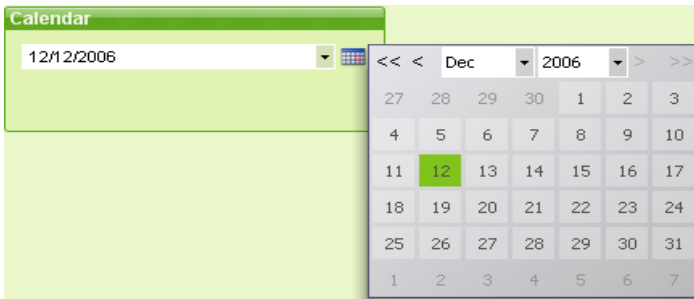 Calendar
12/12/2006
<< < Dec 2006 > >>
27 28 29 30 1 2 3
4 5 6 7 8 9 10
11 12 13 14 15 16 17
18 19 20 21 22 23 24
25 26 27 28 29 30 31
1 2 3 4 5 6 7